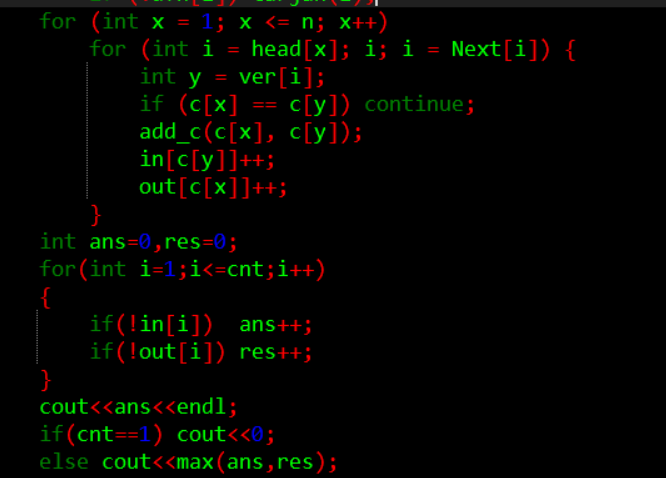 for (int x = 1; x <= n; x++)
for (int i = head[x]; i; i = Next[i]) {
int y = ver[i];
if (c[x] == c[y]) continue;
add_c(c[x], c[y]);
in[c[y]]++;
out[c[x]]++;
}
int ans=0,res=0;
for(int i=1;i<=cnt;i++)
{
if(!in[i])  ans++;
if(!out[i]) res++;
}
cout<<ans<<endl;
if(cnt==1) cout<<0;
else cout<<max(ans,res);